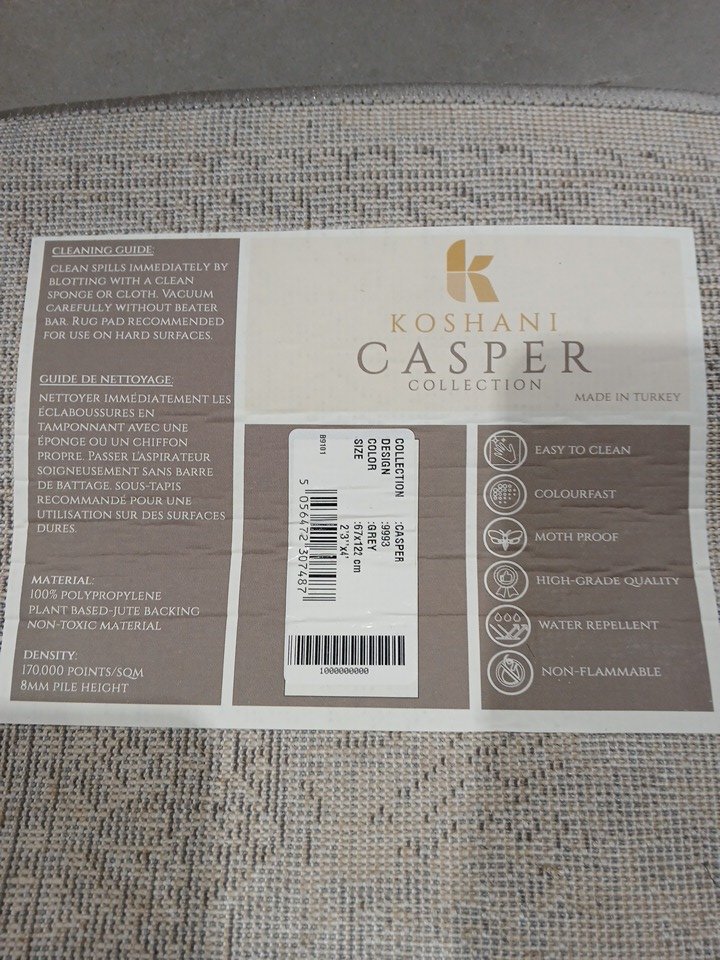 CLEANING GUIDE:
CLEAN SPILLS IMMEDIATELY BY
BLOTTING WITH A CLEAN
SPONGE OR CLOTH. VACUUM
CAREFULLY WITHOUT BEATER
BAR. RUG PAD RECOMMENDED
FOR USE ON HARD SURFACES.
GUIDE DE NETTOYAGE:
NETTOYER IMMÉDIATEMENT LES
ÉCLABOUSSURES EN
TAMPONNANT AVEC UNE
ÉPONGE OU UN CHIFFON
PROPRE. PASSER L'ASPIRATEUR
SOIGNEUSEMENT SANS BARRE
DE BATTAGE. SOUS-TAPIS
RECOMMANDÉ POUR UNE
UTILISATION SUR DES SURFACES
DURES.
MATERIAL:
100% POLYPROPYLENE
PLANT BASED-JUTE BACKING
NON-TOXIC MATERIAL
DENSITY:
170.000 POINTS/SQM
8MM PILE HEIGHT
KOSHANI
CASPER
COLLECTION
MADE IN TURKEY
COLLECTION :CASPER
DESIGN :9993
COLOR :GREY
SIZE :67x122 cm
2'3''x4'
B9101
5 056472 307487
1000000000
EASY TO CLEAN
COLOURFAST
MOTH PROOF
HIGH-GRADE QUALITY
WATER REPELLENT
NON-FLAMMABLE